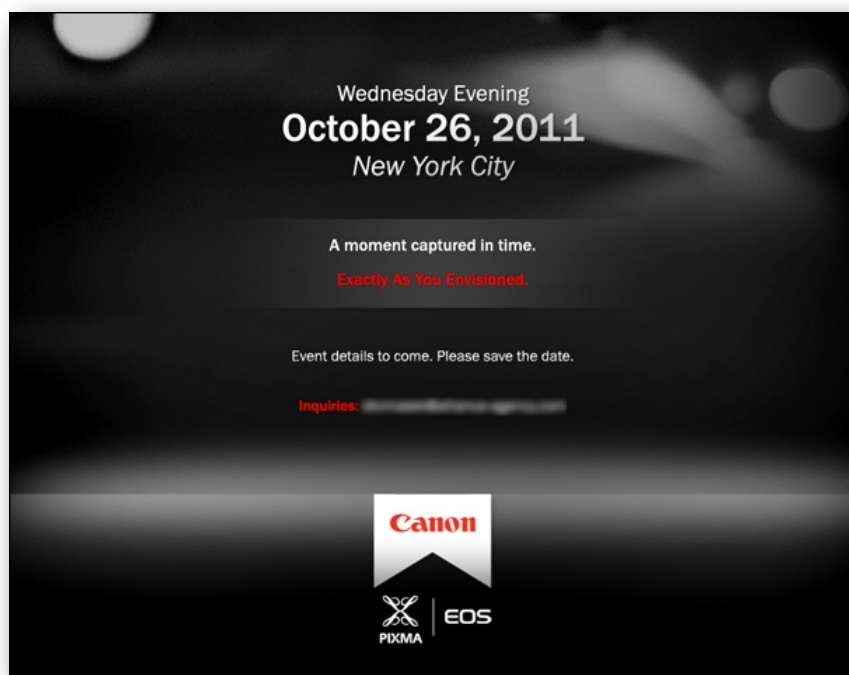 Wednesday Evening
October 26, 2011
New York City
A moment captured in time.
Exactly As You Envisioned.
Event details to come. Please save the date.
Inquiries:
Canon
PIXMA
EOS